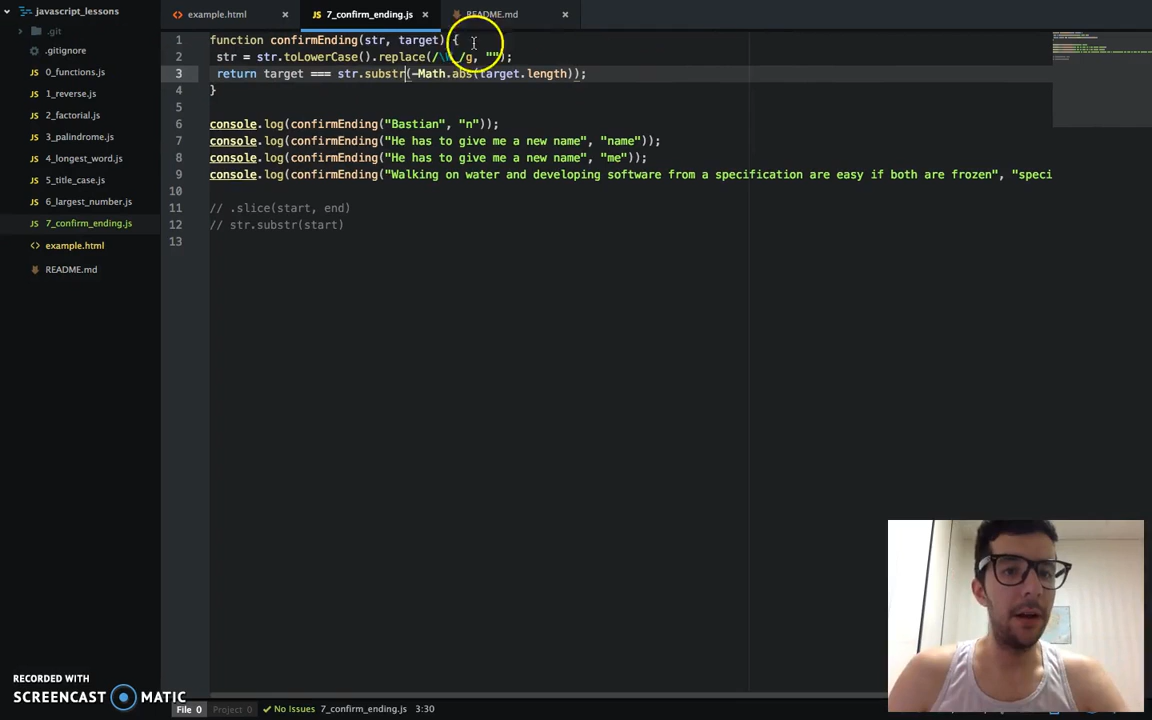 javascript_lessons
.git
.gitignore
0_functions.js
1_reverse.js
2_factorial.js
3_palindrome.js
4_longest_word.js
5_title_case.js
6_largest_number.js
7_confirm_ending.js
example.html
README.md
example.html
7_confirm_ending.js
README.md
1 function confirmEnding(str, target) {
2 str = str.toLowerCase().replace(/\ /g, "");
3 return target === str.substr(-Math.abs(target.length));
4 }
5
6 console.log(confirmEnding("Bastian", "n"));
7 console.log(confirmEnding("He has to give me a new name", "name"));
8 console.log(confirmEnding("He has to give me a new name", "me"));
9 console.log(confirmEnding("Walking on water and developing software from a specification are easy if both are frozen", "speci
10
11 // .slice(start, end)
12 // str.substr(start)
13
RECORDED WITH
SCREENCAST MATIC
File 0 Project 0 No Issues 7_confirm_ending.js 3:30